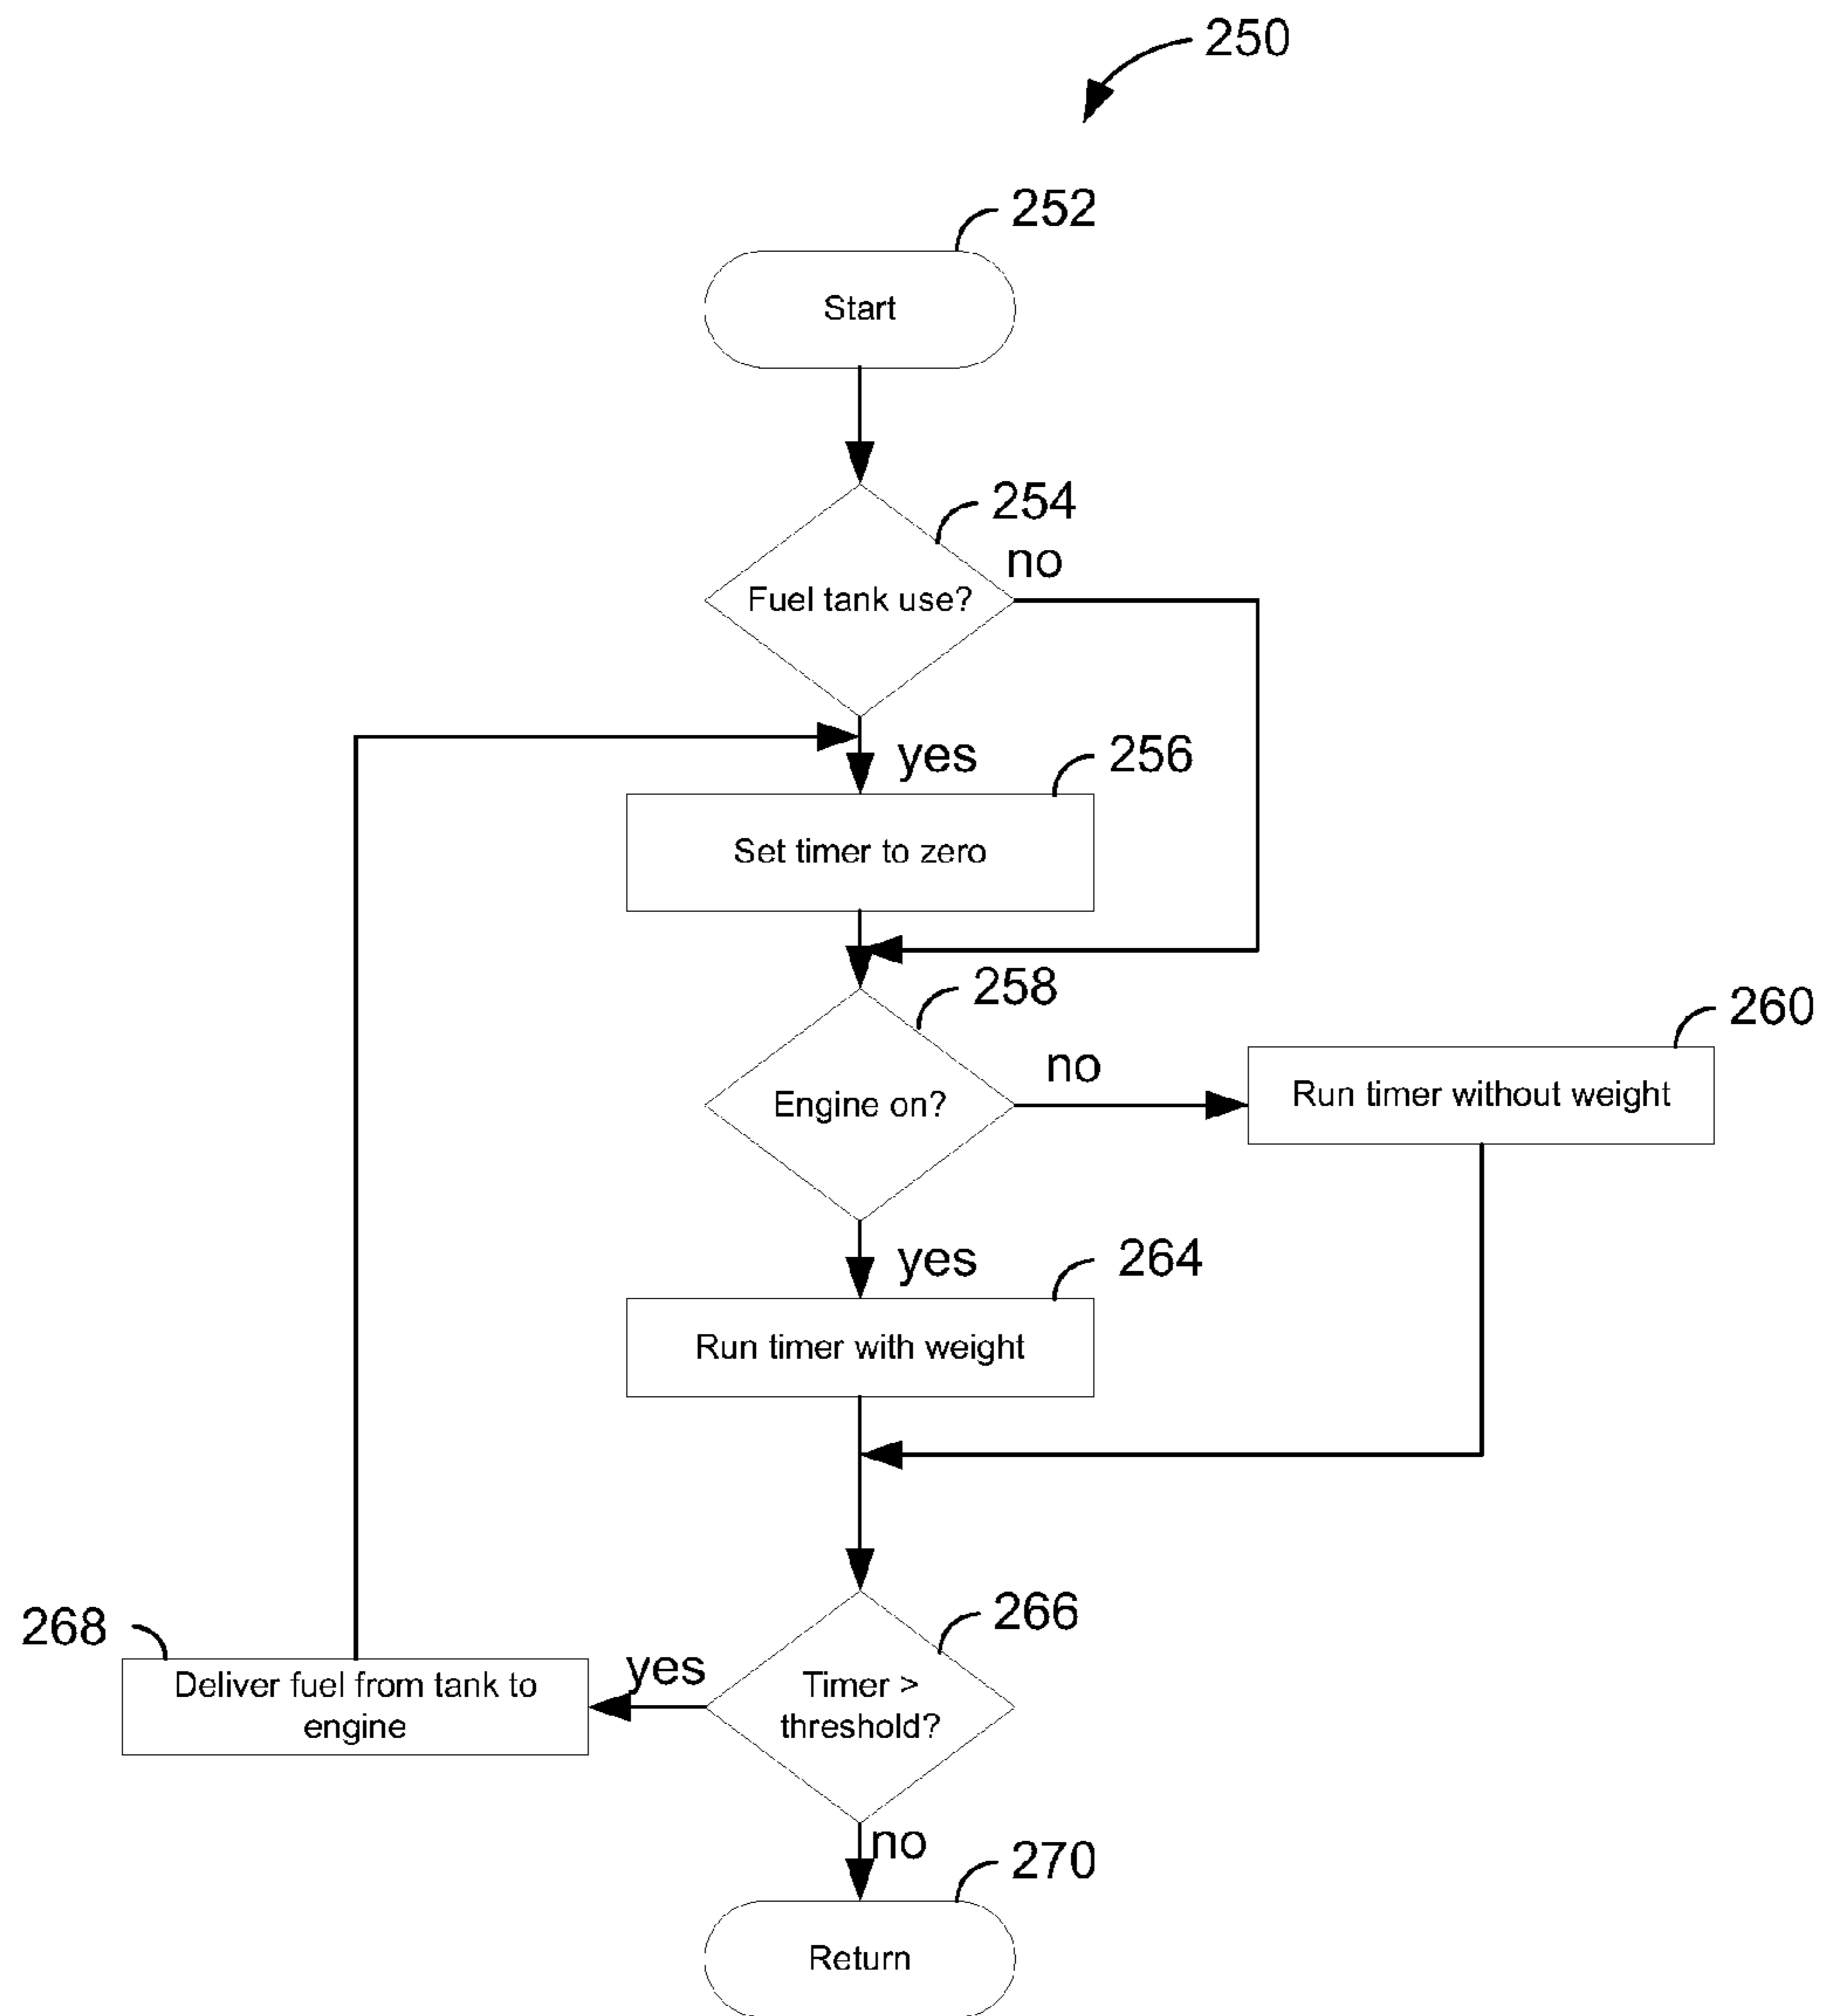 250
252
Start
254
no
Fuel tank use?
yes
256
Set timer to zero
258
260
no
Run timer without weight
Engine on?
yes
264
Run timer with weight
266
268
yes
Timer >
threshold?
Deliver fuel from tank to
engine
no
270
Return